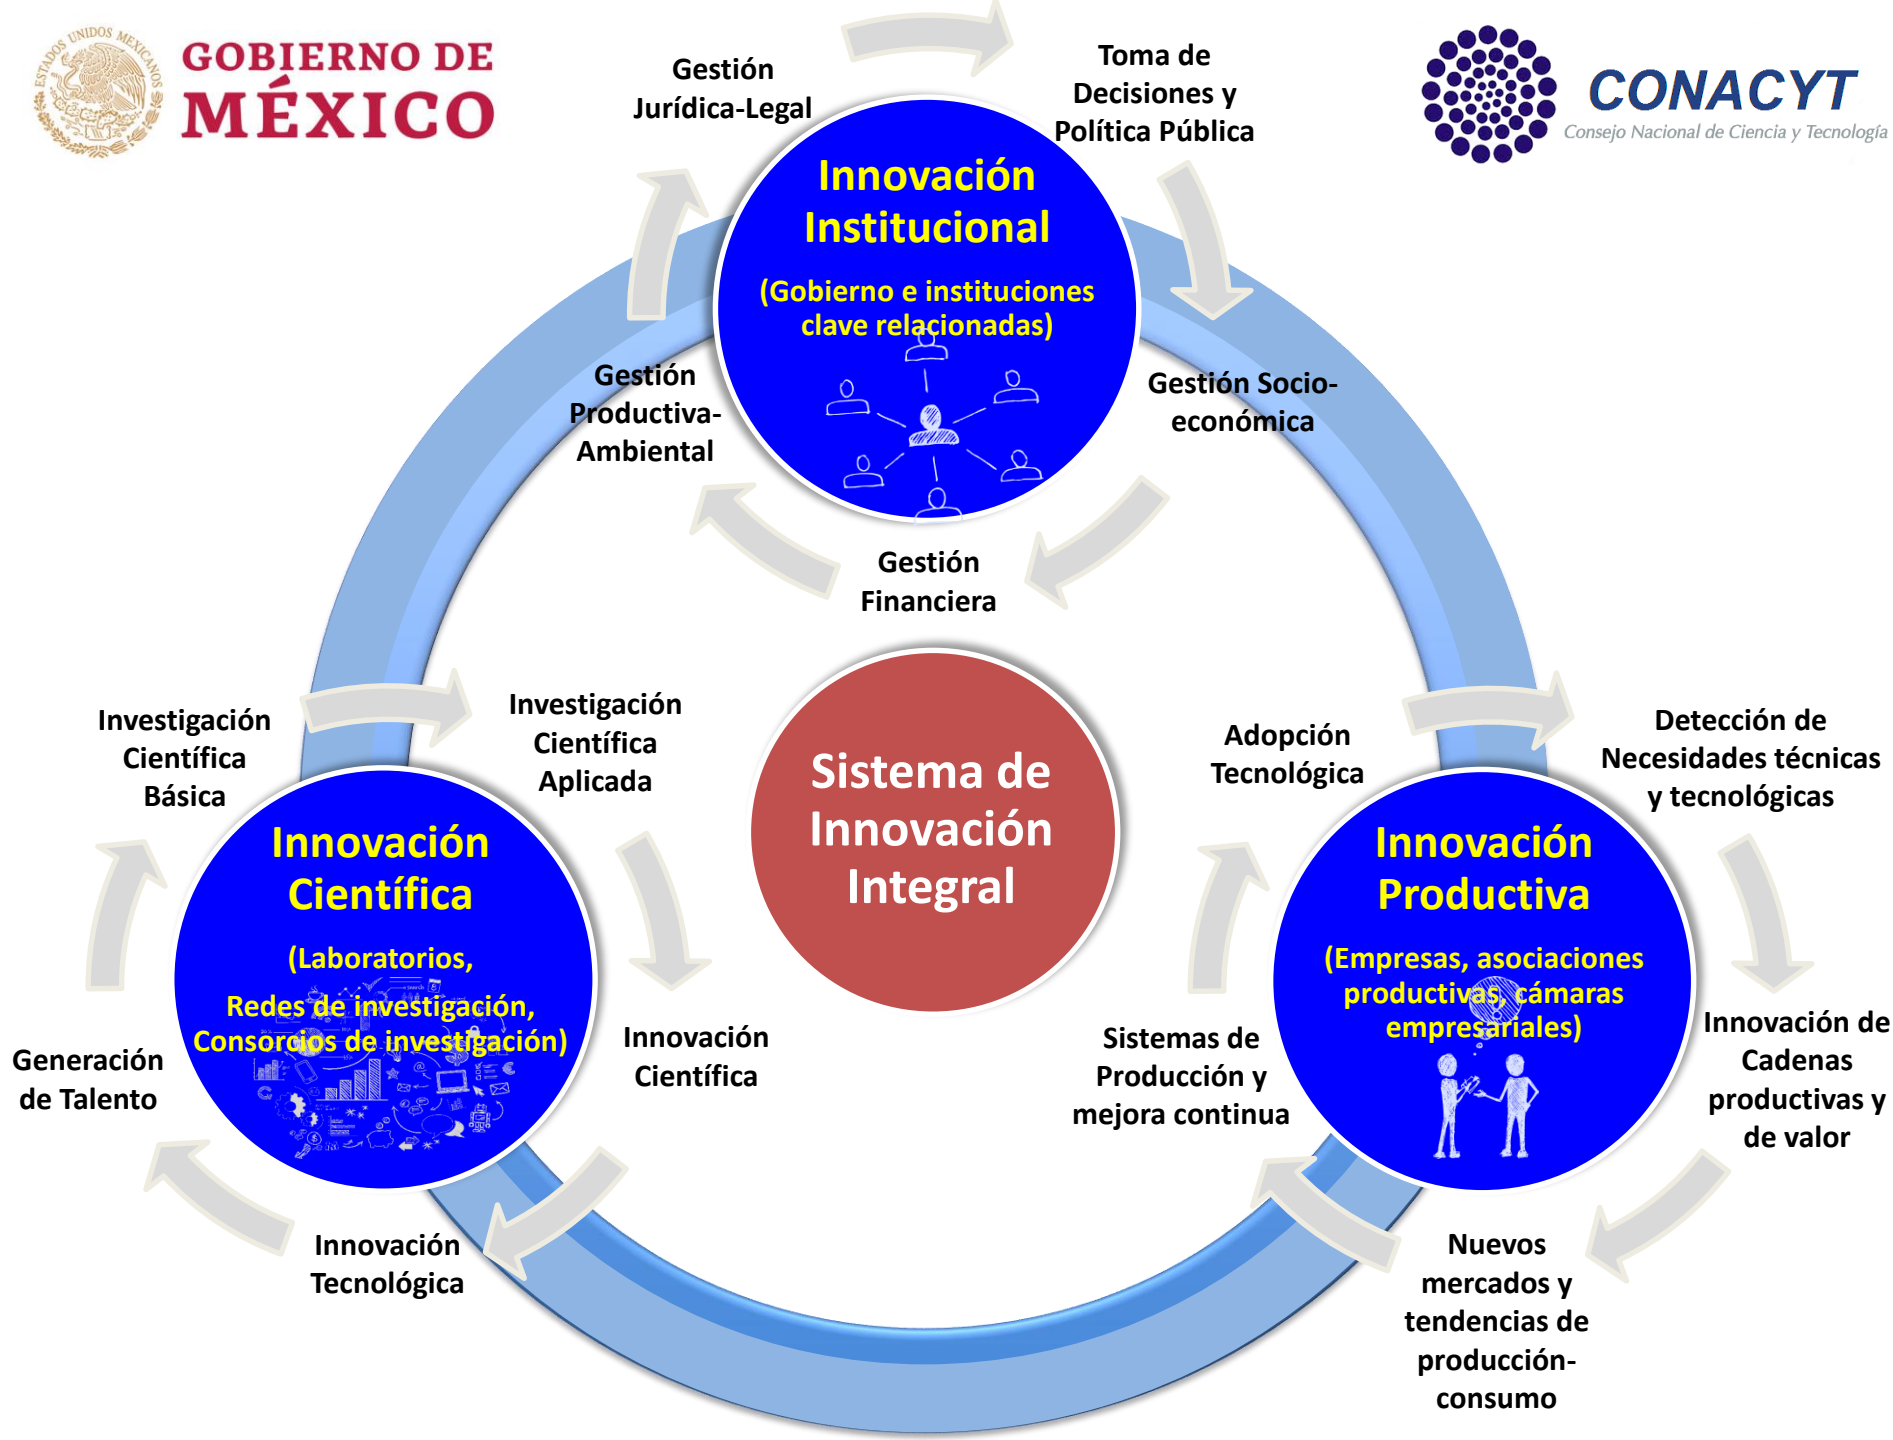 ESTADOS UNIDOS MEXICANOS
GOBIERNO DE
MÉXICO
CONACYT
Consejo Nacional de Ciencia y Tecnología
Gestión
Jurídica-Legal
Toma de
Decisiones y
Política Pública
Innovación
Institucional
(Gobierno e instituciones
clave relacionadas)
Gestión
Productiva-
Ambiental
Gestión Socio-
económica
Gestión
Financiera
Sistema de
Innovación
Integral
Investigación
Científica
Básica
Investigación
Científica
Aplicada
Innovación
Científica
(Laboratorios,
Redes de investigación,
Consorcios de investigación)
Generación
de Talento
Innovación
Científica
Innovación
Tecnológica
Adopción
Tecnológica
Detección de
Necesidades técnicas
y tecnológicas
Innovación
Productiva
(Empresas, asociaciones
productivas, cámaras
empresariales)
Sistemas de
Producción y
mejora continua
Innovación de
Cadenas
productivas y
de valor
Nuevos
mercados y
tendencias de
producción-
consumo